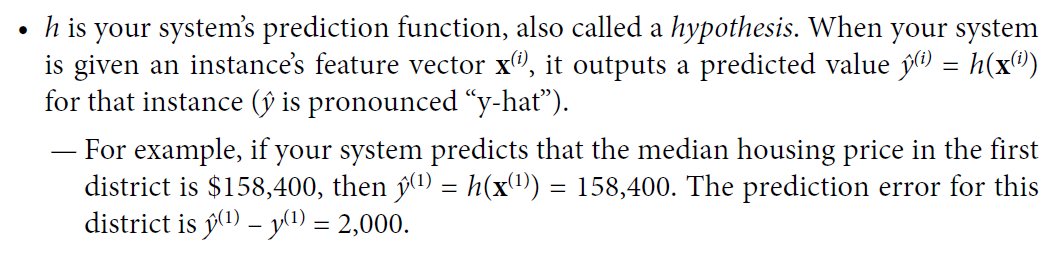 • h is your system’s prediction function, also called a hypothesis. When your system
is given an instance’s feature vector x⁽ⁱ⁾, it outputs a predicted value ŷ⁽ⁱ⁾ = h(x⁽ⁱ⁾)
for that instance (ŷ is pronounced “y-hat”).
— For example, if your system predicts that the median housing price in the first
district is $158,400, then ŷ⁽¹⁾ = h(x⁽¹⁾) = 158,400. The prediction error for this
district is ŷ⁽¹⁾ – y⁽¹⁾ = 2,000.